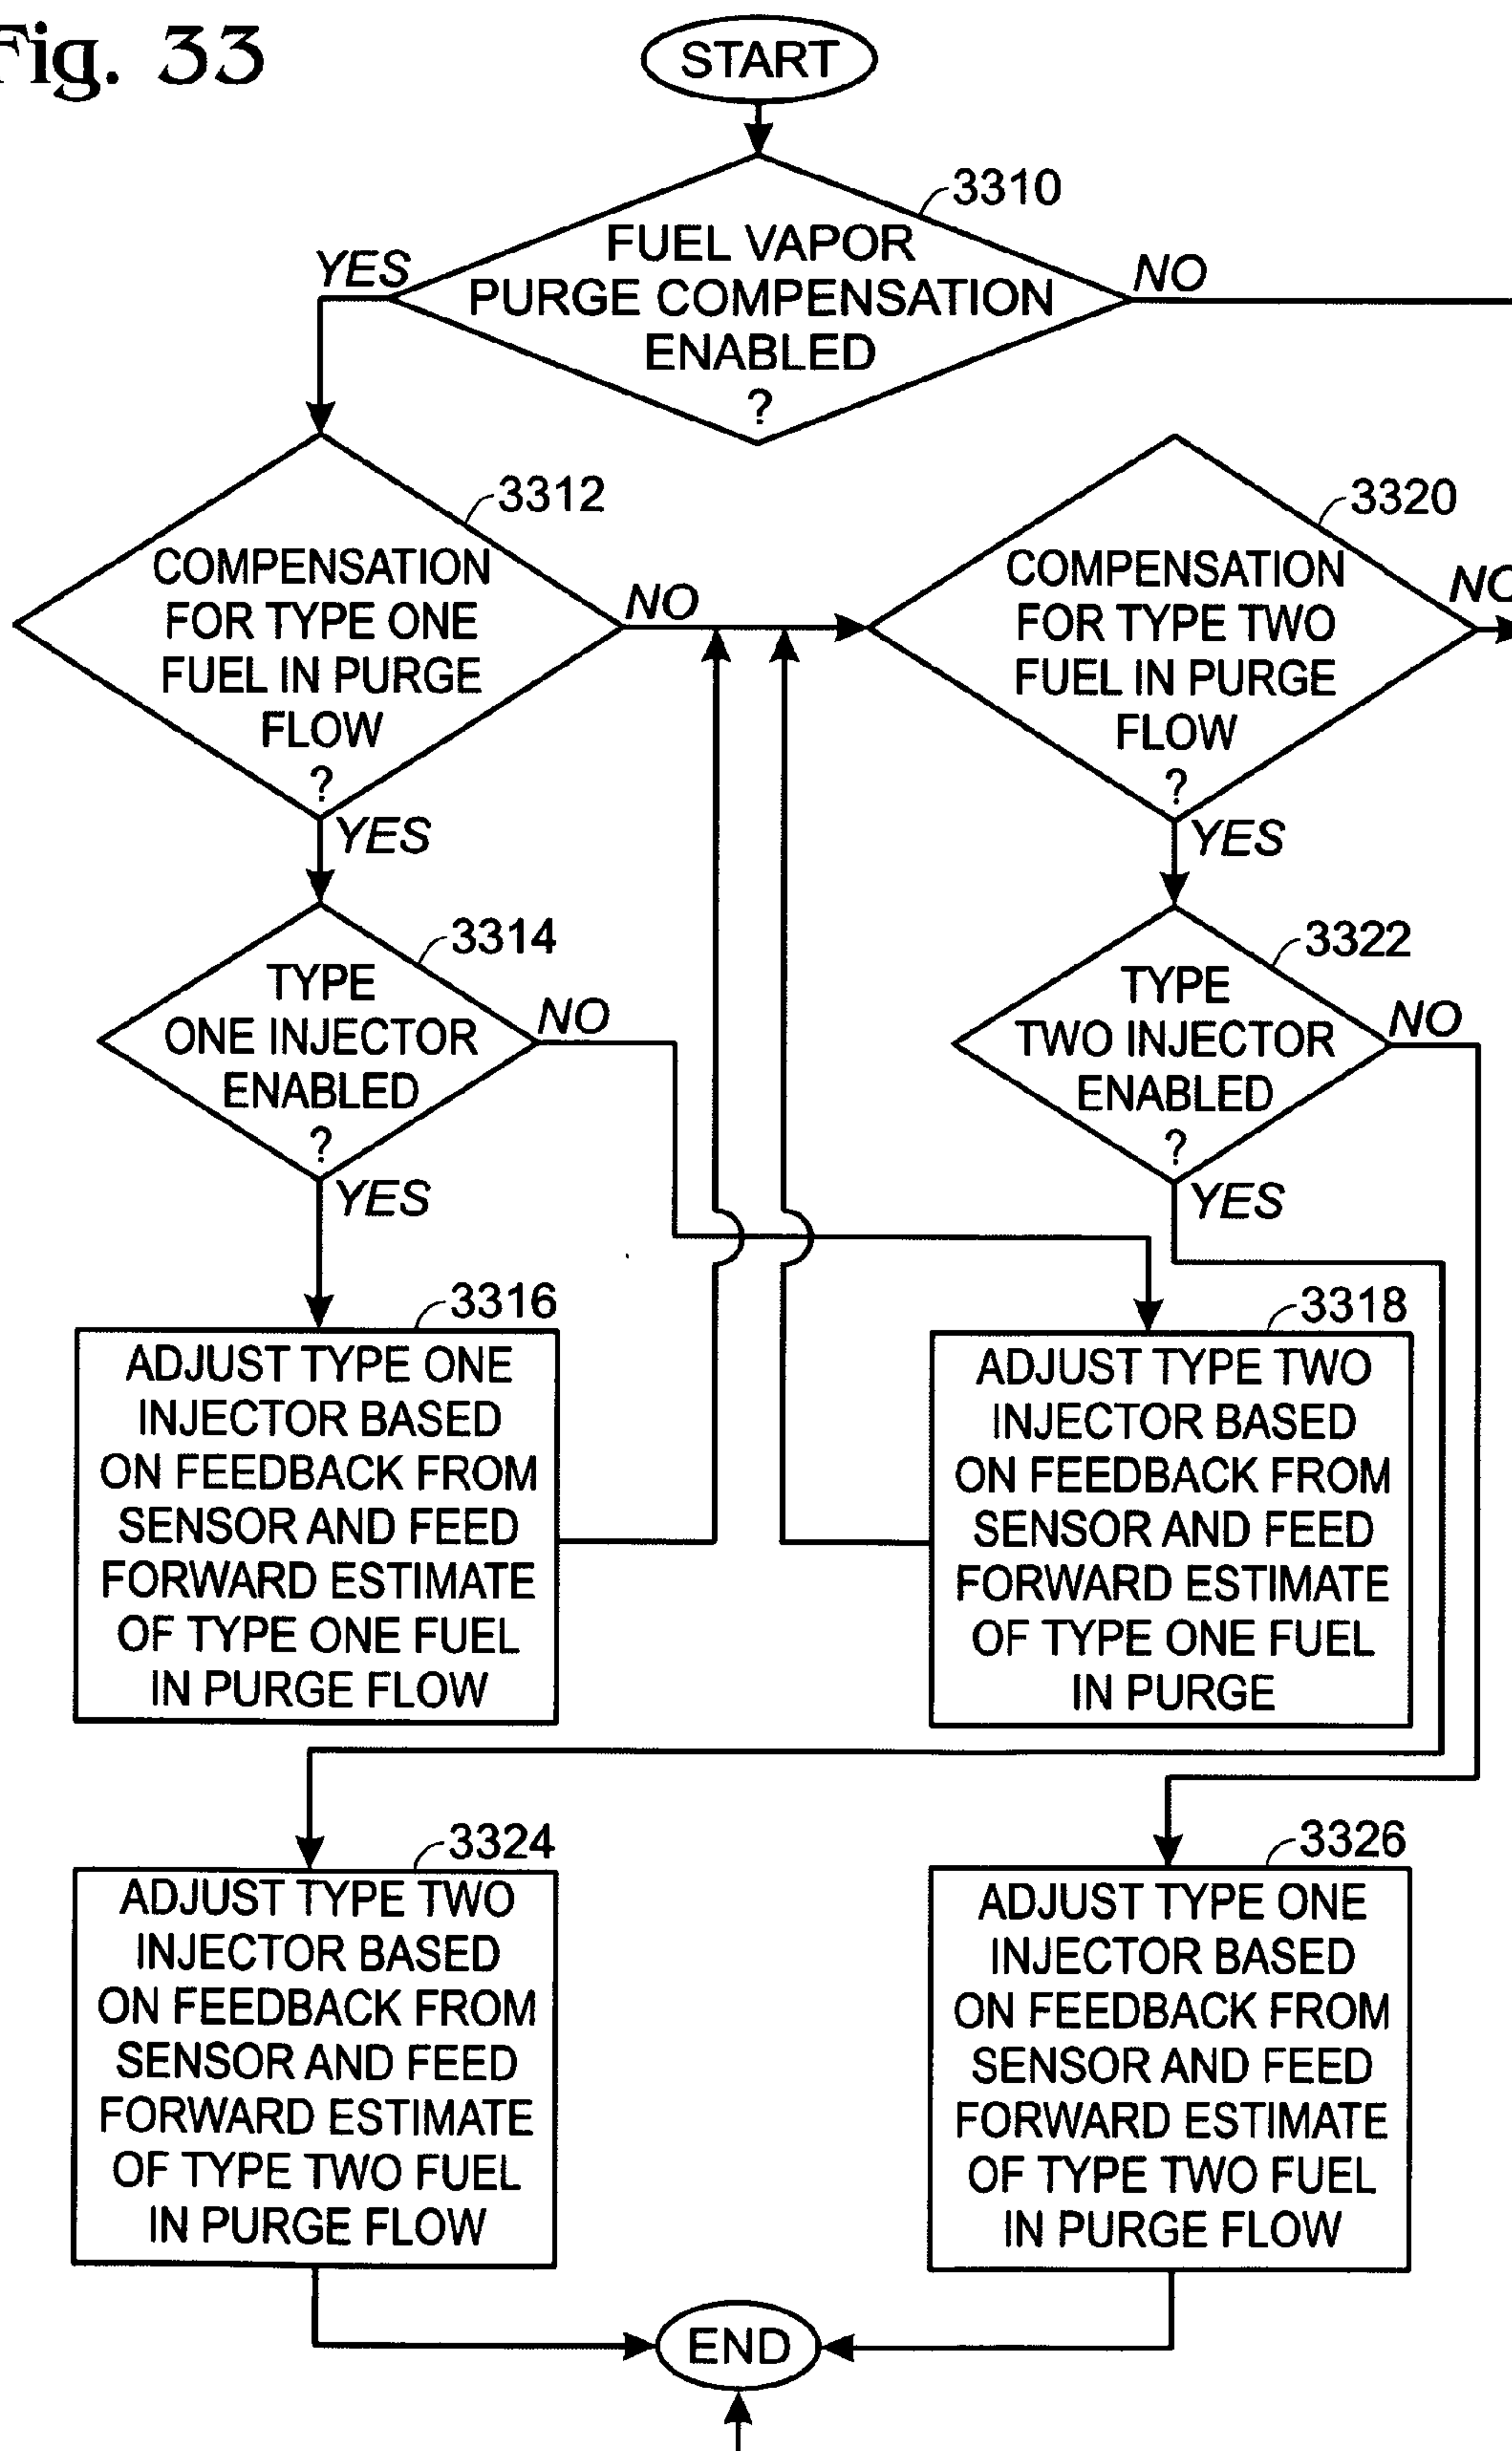 Fig. 33
START
3310
FUEL VAPOR
PURGE COMPENSATION
ENABLED
?
YES
NO
3312
COMPENSATION
FOR TYPE ONE
FUEL IN PURGE
FLOW
?
NO
YES
3320
COMPENSATION
FOR TYPE TWO
FUEL IN PURGE
FLOW
?
NO
YES
3314
TYPE
ONE INJECTOR
ENABLED
?
NO
YES
3322
TYPE
TWO INJECTOR
ENABLED
?
NO
YES
3316
ADJUST TYPE ONE
INJECTOR BASED
ON FEEDBACK FROM
SENSOR AND FEED
FORWARD ESTIMATE
OF TYPE ONE FUEL
IN PURGE FLOW
3318
ADJUST TYPE TWO
INJECTOR BASED
ON FEEDBACK FROM
SENSOR AND FEED
FORWARD ESTIMATE
OF TYPE ONE FUEL
IN PURGE
3324
ADJUST TYPE TWO
INJECTOR BASED
ON FEEDBACK FROM
SENSOR AND FEED
FORWARD ESTIMATE
OF TYPE TWO FUEL
IN PURGE FLOW
3326
ADJUST TYPE ONE
INJECTOR BASED
ON FEEDBACK FROM
SENSOR AND FEED
FORWARD ESTIMATE
OF TYPE TWO FUEL
IN PURGE FLOW
END